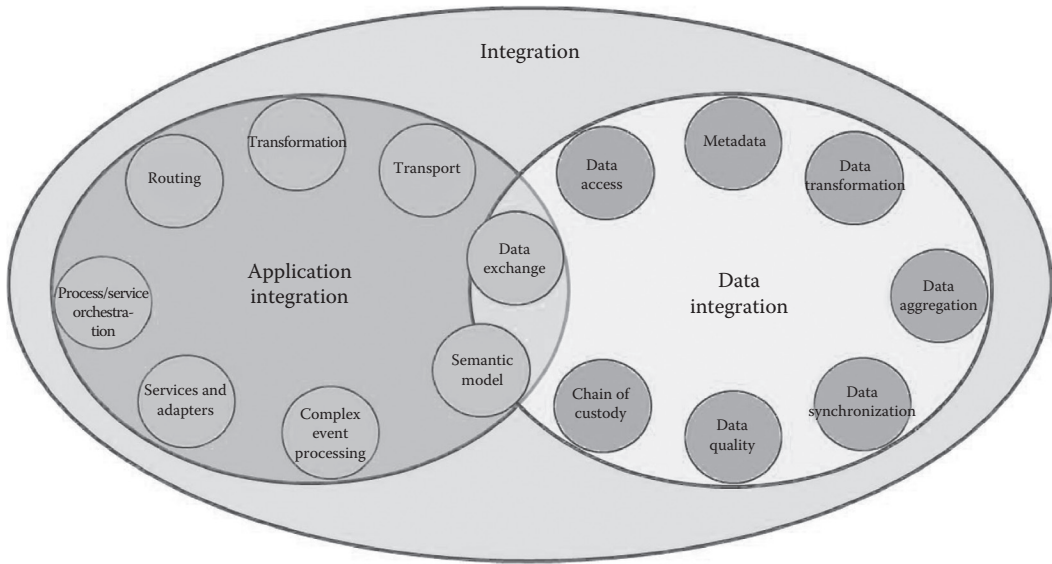 Integration
Transformation
Transport
Routing
Application
integration
Process/service
orchestra-
tion
Services and
adapters
Complex
event
processing
Semantic
model
Data
exchange
Data
access
Metadata
Data
transformation
Data
integration
Data
aggregation
Chain of
custody
Data
quality
Data
synchronization